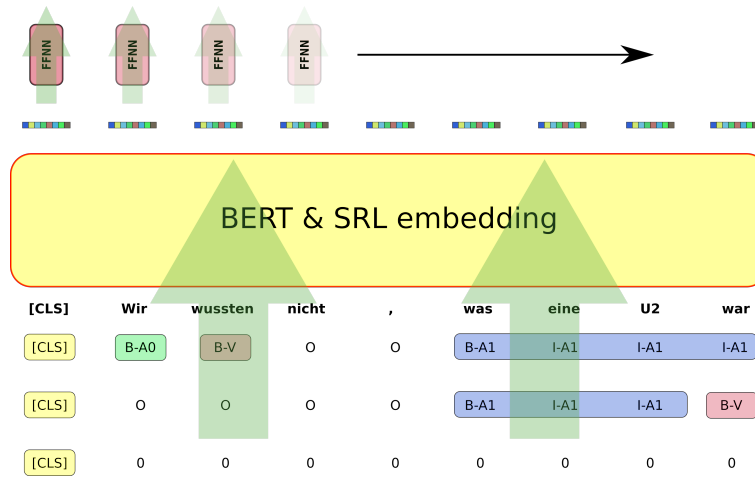 FFNN FFNN FFNN FFNN
BERT & SRL embedding
[CLS] Wir wussten nicht , was eine U2 war
[CLS] B-A0 B-V O O B-A1 I-A1 I-A1 I-A1
[CLS] O O O O B-A1 I-A1 I-A1 B-V
[CLS] 0 0 0 0 0 0 0 0